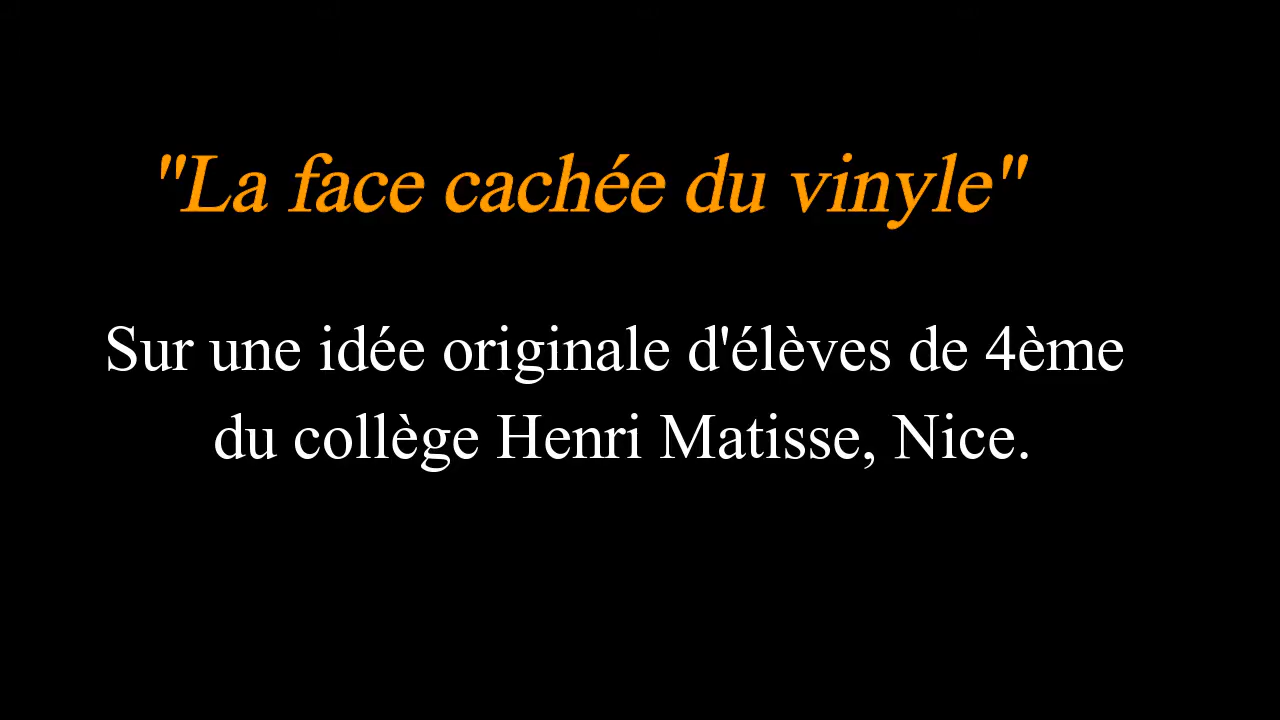 "La face cachée du vinyle"
Sur une idée originale d'élèves de 4ème
du collège Henri Matisse, Nice.